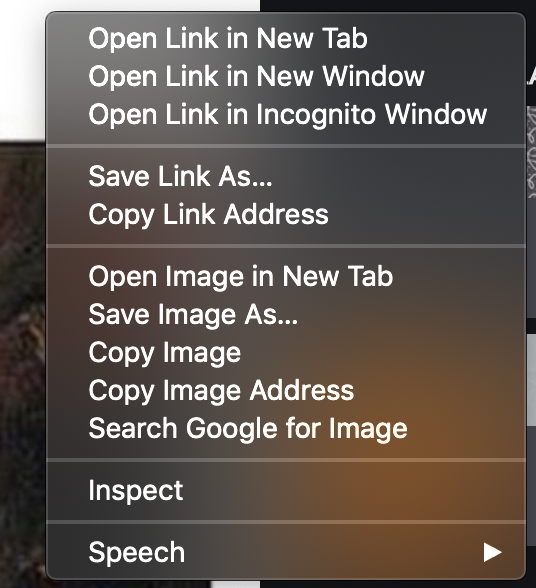 Open Link in New Tab
Open Link in New Window
Open Link in Incognito Window
Save Link As...
Copy Link Address
Open Image in New Tab
Save Image As...
Copy Image
Copy Image Address
Search Google for Image
Inspect
Speech